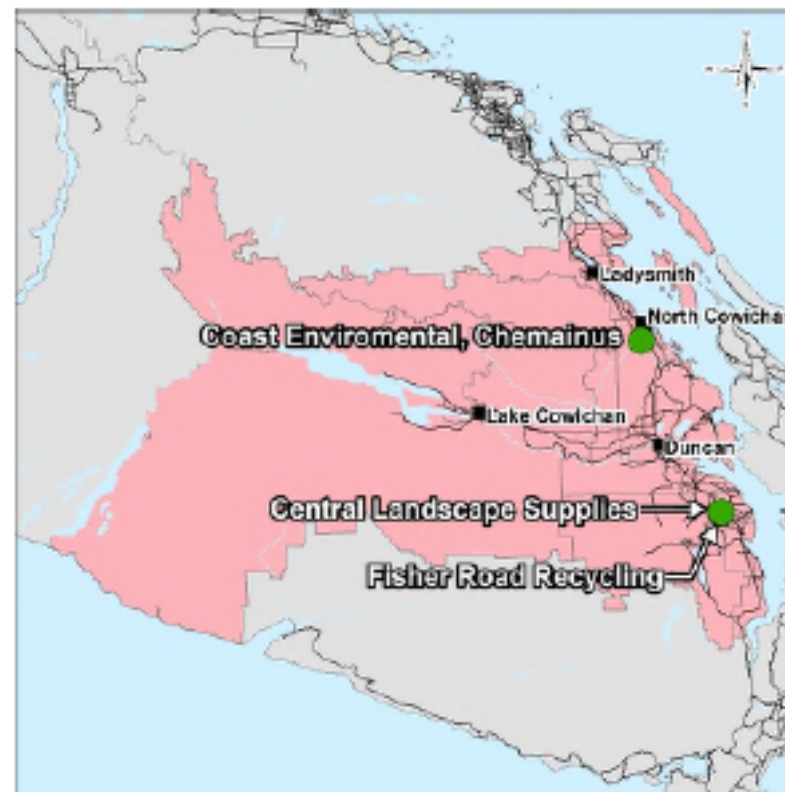 Ladysmith
North Cowicha
Coast Enviromental, Chemainus
Lake Cowichan
Duncan
Central Landscape Supplies
Fisher Road Recycling